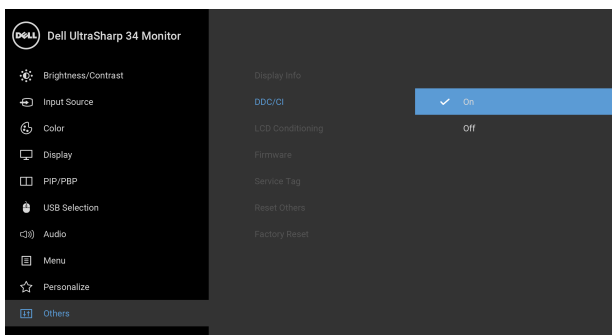 DELL Dell UltraSharp 34 Monitor
Brightness/Contrast
Input Source
Color
Display
PIP/PBP
USB Selection
Audio
Menu
Personalize
Others
Display Info
DDC/CI
LCD Conditioning
Firmware
Service Tag
Reset Others
Factory Reset
On
Off